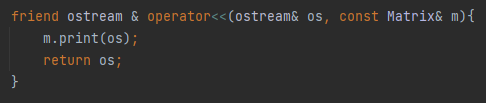 friend ostream & operator<<(ostream& os, const Matrix& m){
    m.print(os);
    return os;
}